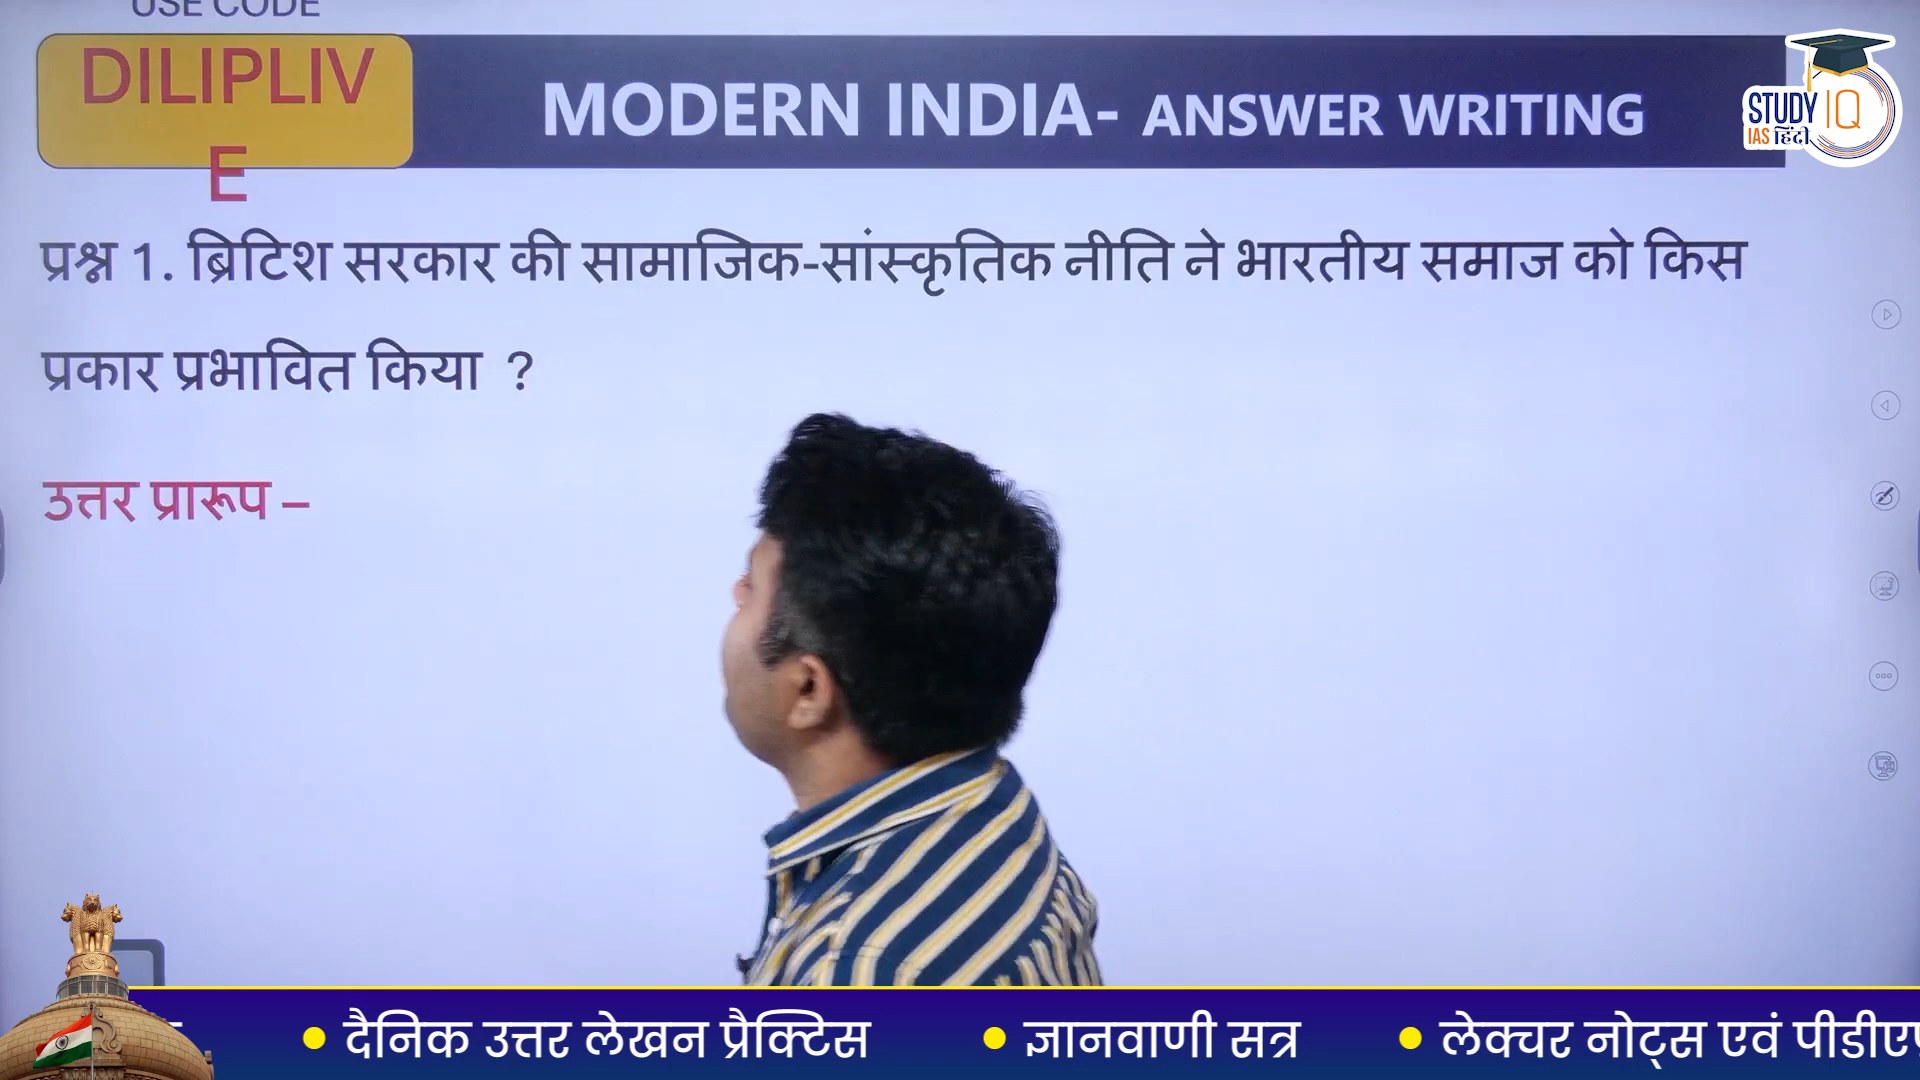 USE CODE
DILIPLIV
E
MODERN INDIA- ANSWER WRITING
STUDY IQ
IAS हिंदी
प्रश्न 1. ब्रिटिश सरकार की सामाजिक-सांस्कृतिक नीति ने भारतीय समाज को किस
प्रकार प्रभावित किया ?
उत्तर प्रारूप –
• दैनिक उत्तर लेखन प्रैक्टिस • ज्ञानवाणी सत्र • लेक्चर नोट्स एवं